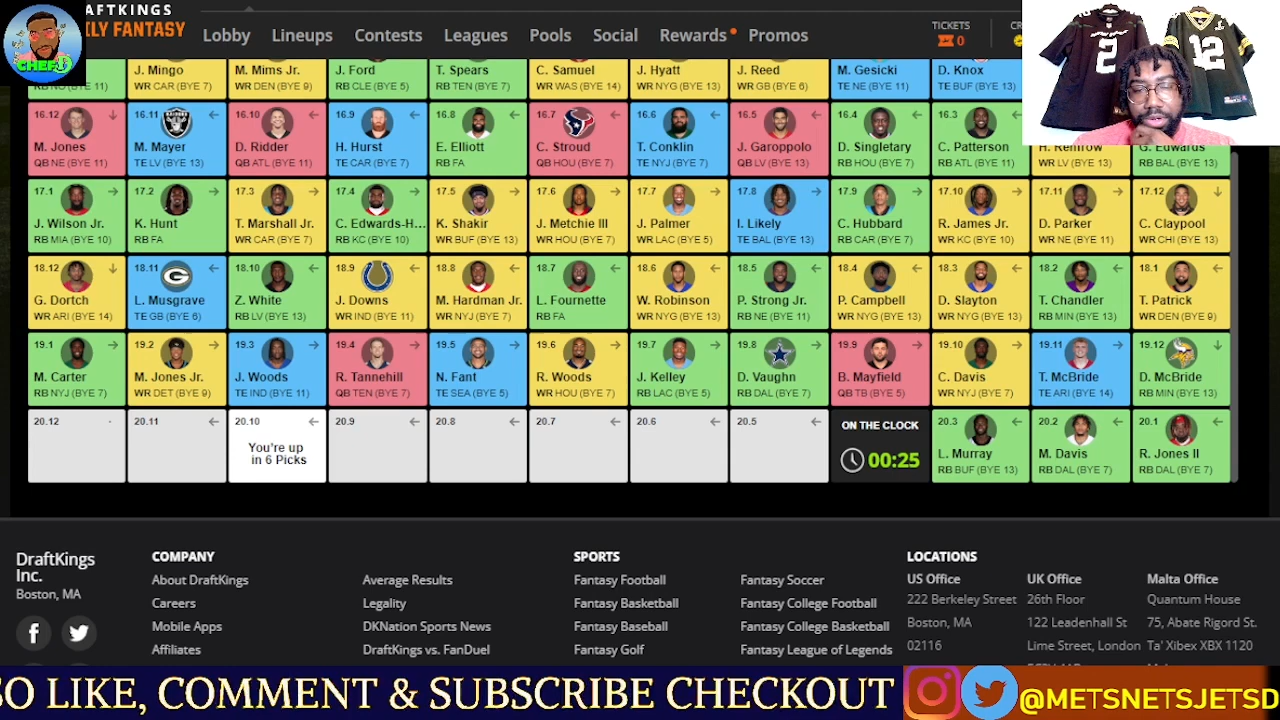 AFTKINGS
LY FANTASY
Lobby Lineups Contests Leagues Pools Social Rewards Promos
TICKETS
0
CHEF
2
12
J. Mingo M. Mims Jr. J. Ford T. Spears C. Samuel J. Hyatt J. Reed M. Gesicki D. Knox
WR CAR (BYE 7) WR DEN (BYE 9) RB CLE (BYE 5) RB TEN (BYE 7) WR WAS (BYE 14) WR NYG (BYE 13) WR GB (BYE 6) TE NE (BYE 11) TE BUF (BYE 13)
16.12 16.11 16.10 16.9 16.8 16.7 16.6 16.5 16.4 16.3
M. Jones M. Mayer D. Ridder H. Hurst E. Elliott C. Stroud T. Conklin J. Garoppolo D. Singletary C. Patterson H. Renfrow G. Edwards
QB NE (BYE 11) TE LV (BYE 13) QB ATL (BYE 11) TE CAR (BYE 7) RB FA QB HOU (BYE 7) TE NYJ (BYE 7) QB LV (BYE 13) RB HOU (BYE 7) RB ATL (BYE 11) WR LV (BYE 13) RB BAL (BYE 13)
17.1 17.2 17.3 17.4 17.5 17.6 17.7 17.8 17.9 17.10 17.11 17.12
J. Wilson Jr. K. Hunt T. Marshall Jr. C. Edwards-H... K. Shakir J. Metchie III J. Palmer I. Likely C. Hubbard R. James Jr. D. Parker C. Claypool
RB MIA (BYE 10) RB FA WR CAR (BYE 7) RB KC (BYE 10) WR BUF (BYE 13) WR HOU (BYE 7) WR LAC (BYE 5) TE BAL (BYE 13) RB CAR (BYE 7) WR KC (BYE 10) WR NE (BYE 11) WR CHI (BYE 13)
18.12 18.11 18.10 18.9 18.8 18.7 18.6 18.5 18.4 18.3 18.2 18.1
G. Dortch L. Musgrave Z. White J. Downs M. Hardman Jr. L. Fournette W. Robinson P. Strong Jr. P. Campbell D. Slayton T. Chandler T. Patrick
WR ARI (BYE 14) TE GB (BYE 6) RB LV (BYE 13) WR IND (BYE 11) WR NYJ (BYE 7) RB FA WR NYG (BYE 13) RB NE (BYE 11) WR NYG (BYE 13) WR NYG (BYE 13) RB MIN (BYE 13) WR DEN (BYE 9)
19.1 19.2 19.3 19.4 19.5 19.6 19.7 19.8 19.9 19.10 19.11 19.12
M. Carter M. Jones Jr. J. Woods R. Tannehill N. Fant R. Woods J. Kelley D. Vaughn B. Mayfield C. Davis T. McBride D. McBride
RB NYJ (BYE 7) WR DET (BYE 9) TE IND (BYE 11) QB TEN (BYE 7) TE SEA (BYE 5) WR HOU (BYE 7) RB LAC (BYE 5) RB DAL (BYE 7) QB TB (BYE 5) WR NYJ (BYE 7) TE ARI (BYE 14) RB MIN (BYE 13)
20.12 20.11 20.10 20.9 20.8 20.7 20.6 20.5 ON THE CLOCK 20.3 20.2 20.1
You're up
in 6 Picks
00:25
L. Murray M. Davis R. Jones II
RB BUF (BYE 13) RB DAL (BYE 7) RB DAL (BYE 7)
DraftKings
Inc.
Boston, MA
COMPANY
About DraftKings
Careers
Mobile Apps
Affiliates
Average Results
Legality
DKNation Sports News
DraftKings vs. FanDuel
SPORTS
Fantasy Football
Fantasy Basketball
Fantasy Baseball
Fantasy Golf
Fantasy Soccer
Fantasy College Football
Fantasy College Basketball
Fantasy League of Legends
LOCATIONS
US Office
222 Berkeley Street
Boston, MA
02116
UK Office
26th Floor
122 Leadenhall St
Lime Street, London
Malta Office
Quantum House
75, Abate Rigord St.
Ta' Xibex XBX 1120
SO LIKE, COMMENT & SUBSCRIBE CHECKOUT
@METSNETSJETSD